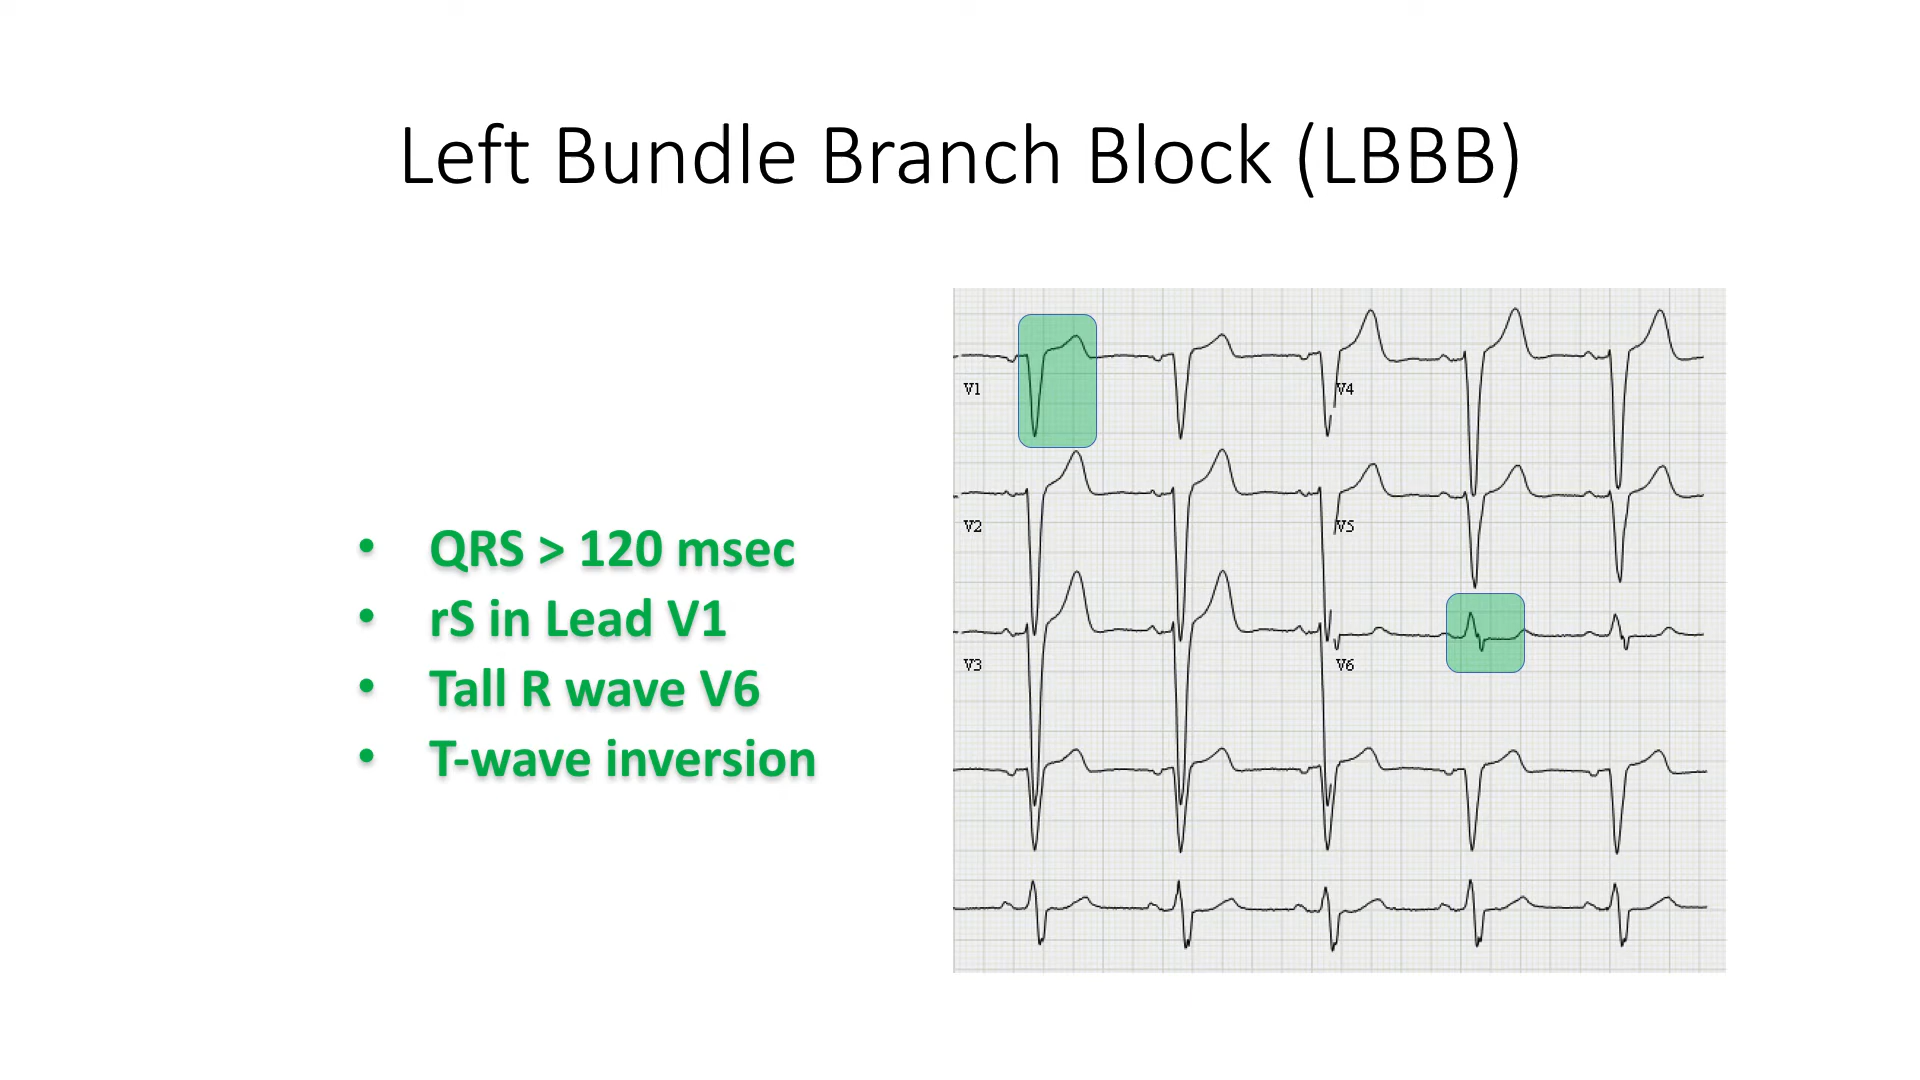 Left Bundle Branch Block (LBBB)
• QRS > 120 msec
• rS in Lead V1
• Tall R wave V6
• T-wave inversion
V1
V4
V2
V5
V3
V6